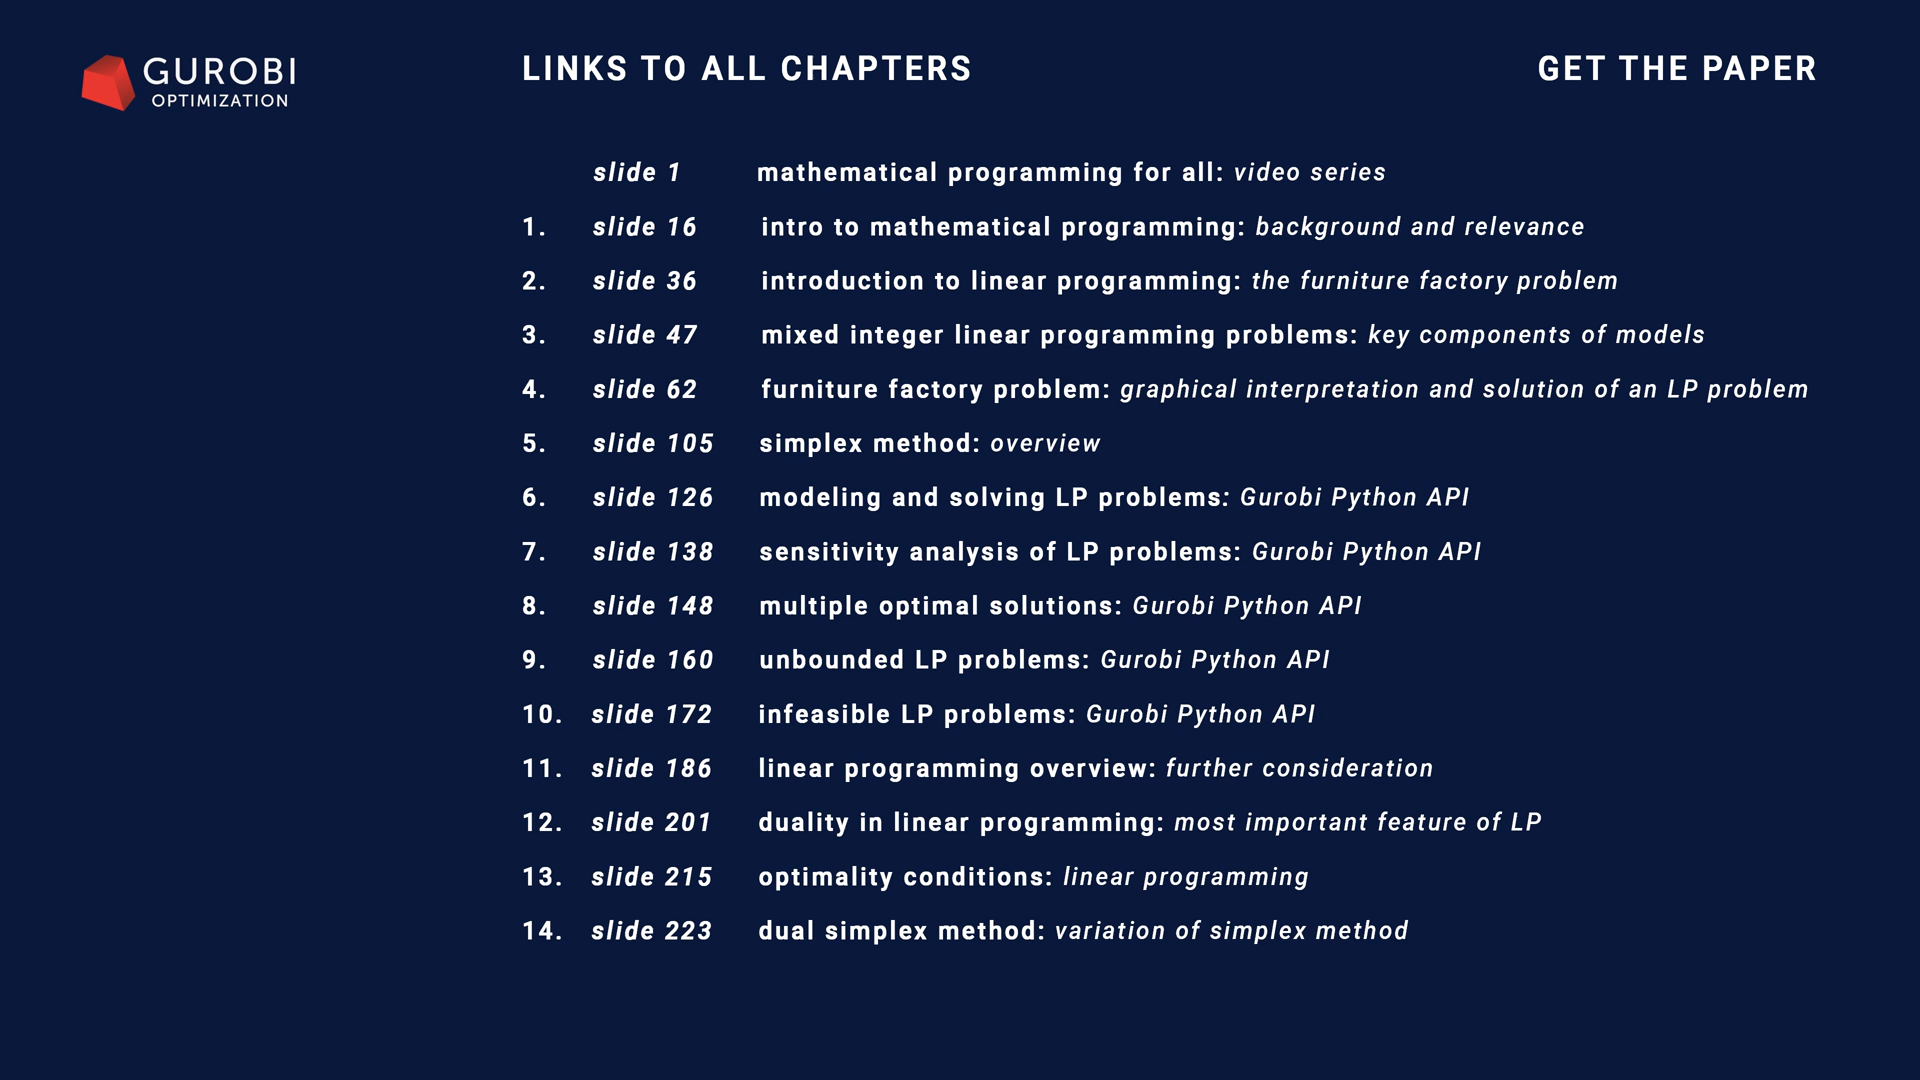 GUROBI
OPTIMIZATION
LINKS TO ALL CHAPTERS
GET THE PAPER
slide 1 mathematical programming for all: video series
1. slide 16 intro to mathematical programming: background and relevance
2. slide 36 introduction to linear programming: the furniture factory problem
3. slide 47 mixed integer linear programming problems: key components of models
4. slide 62 furniture factory problem: graphical interpretation and solution of an LP problem
5. slide 105 simplex method: overview
6. slide 126 modeling and solving LP problems: Gurobi Python API
7. slide 138 sensitivity analysis of LP problems: Gurobi Python API
8. slide 148 multiple optimal solutions: Gurobi Python API
9. slide 160 unbounded LP problems: Gurobi Python API
10. slide 172 infeasible LP problems: Gurobi Python API
11. slide 186 linear programming overview: further consideration
12. slide 201 duality in linear programming: most important feature of LP
13. slide 215 optimality conditions: linear programming
14. slide 223 dual simplex method: variation of simplex method